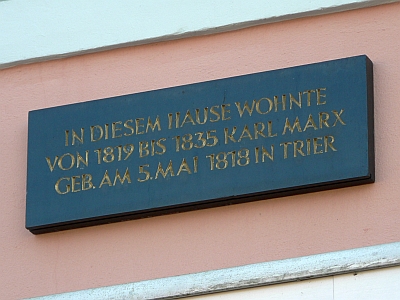 IN DIESEM HAUSE WOHNTE
VON 1819 BIS 1835 KARL MARX
GEB. AM 5. MAI 1818 IN TRIER